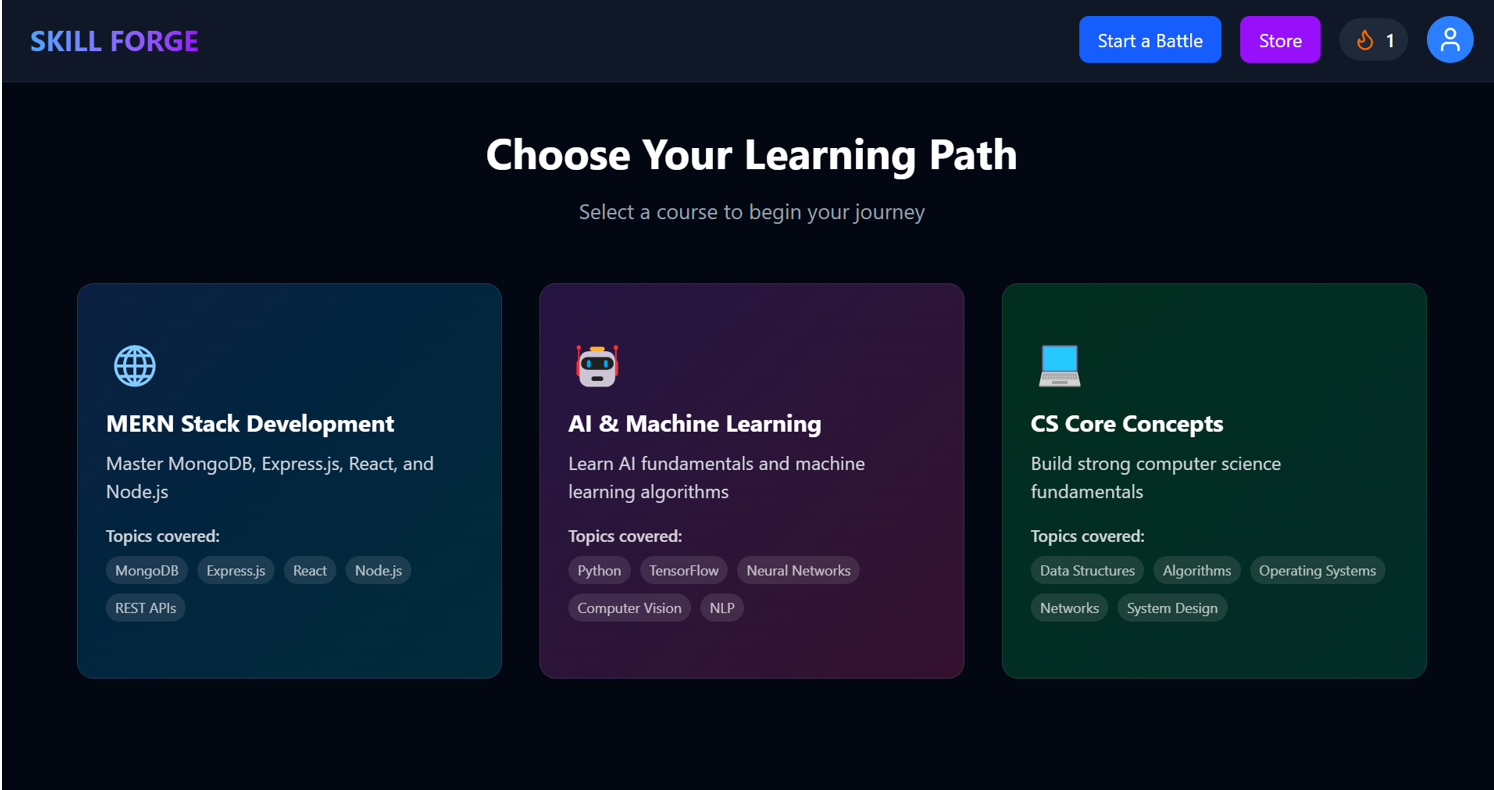 SKILL FORGE
Start a Battle
Store
1
Choose Your Learning Path
Select a course to begin your journey
MERN Stack Development
Master MongoDB, Express.js, React, and
Node.js
Topics covered:
MongoDB Express.js React Node.js
REST APIs
AI & Machine Learning
Learn AI fundamentals and machine
learning algorithms
Topics covered:
Python TensorFlow Neural Networks
Computer Vision NLP
CS Core Concepts
Build strong computer science
fundamentals
Topics covered:
Data Structures Algorithms Operating Systems
Networks System Design